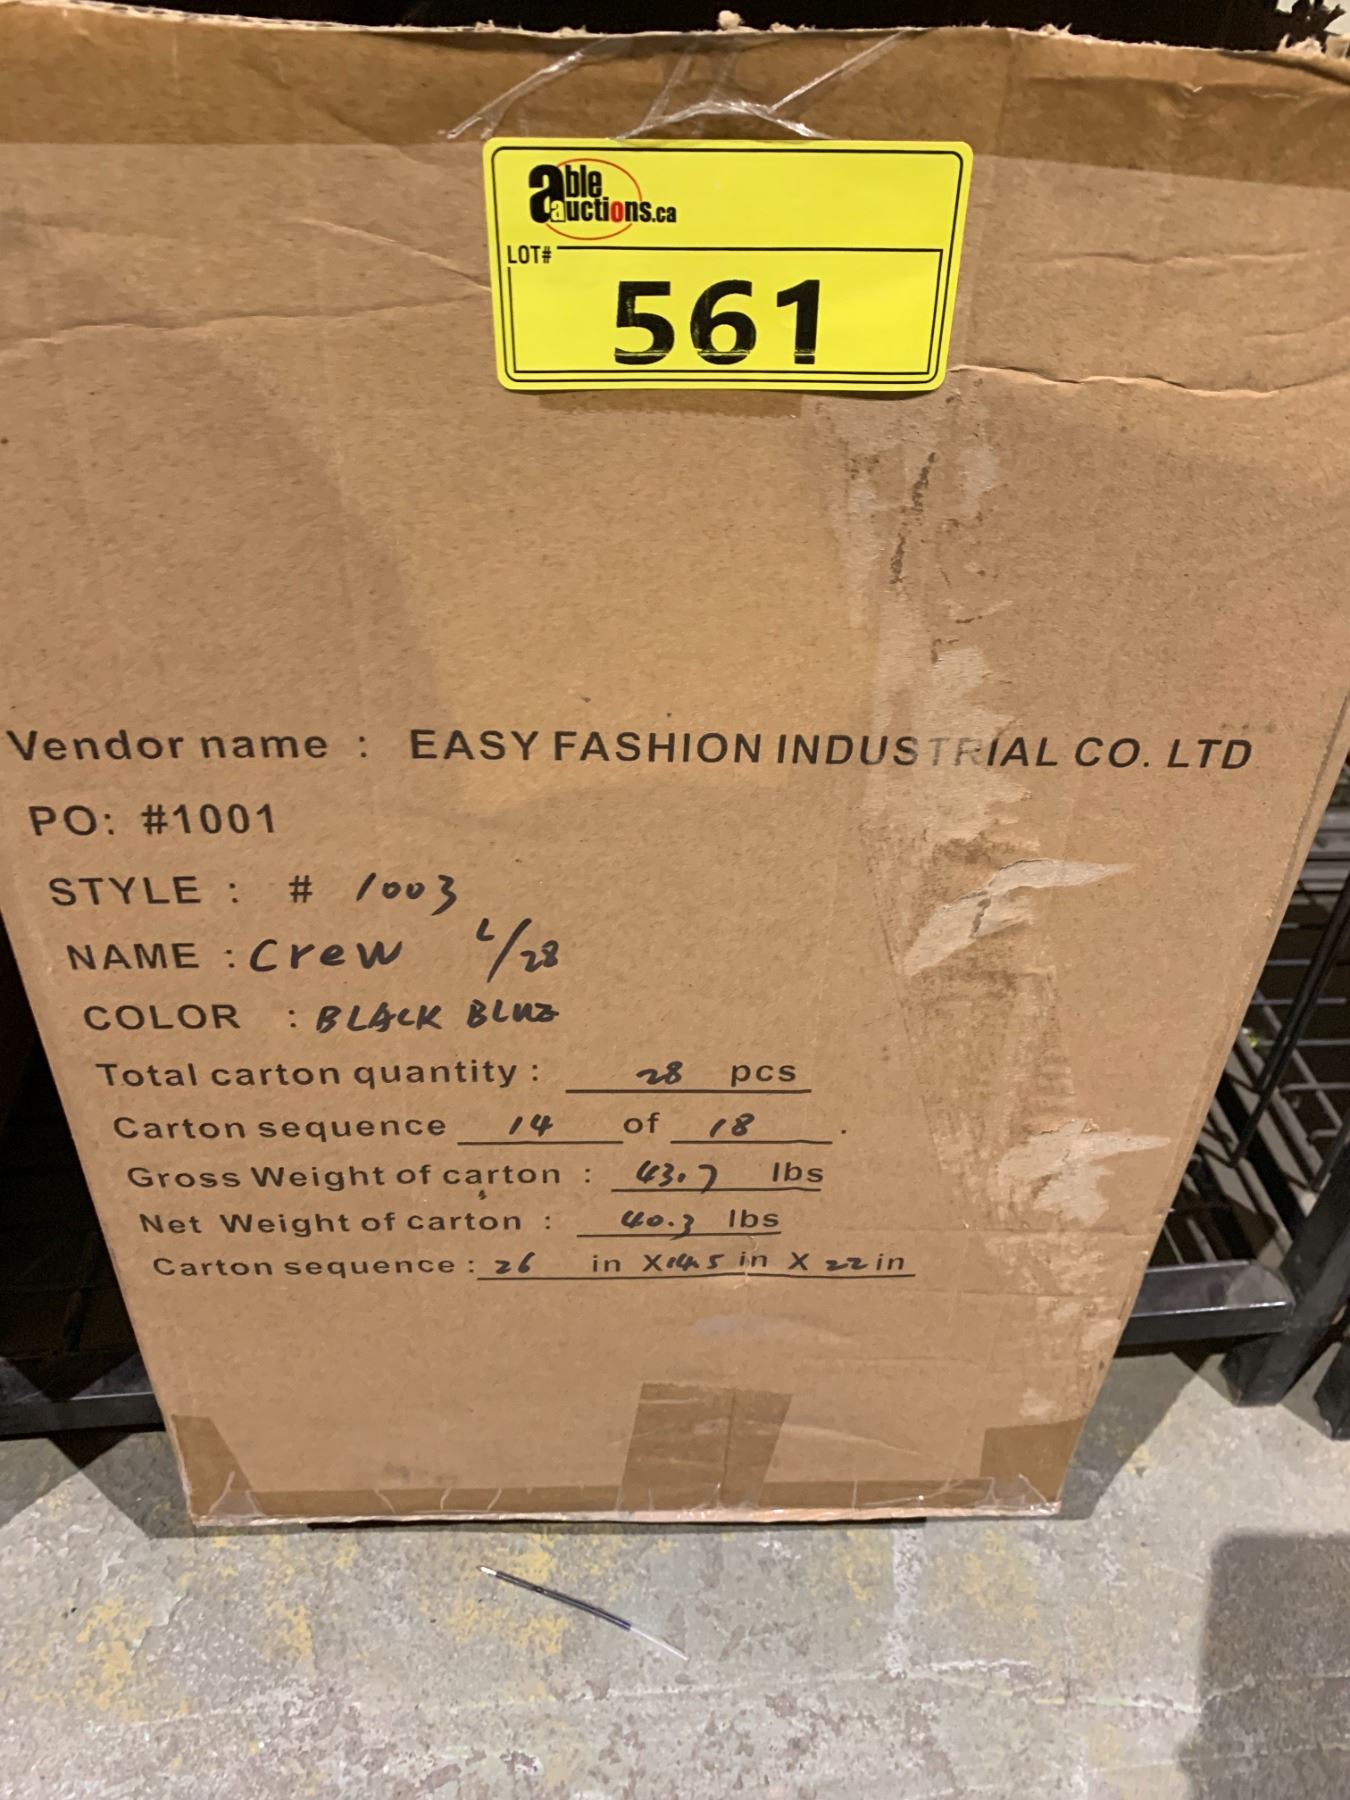 able
auctions.ca
LOT#
561
Vendor name : EASY FASHION INDUSTRIAL CO. LTD
PO: #1001
STYLE : # 1003
NAME : Crew L/28
COLOR : BLACK BLUE
Total carton quantity : 28 pcs
Carton sequence 14 of 18 .
Gross Weight of carton : 43.7 lbs
Net Weight of carton : 40.3 lbs
Carton sequence : 26 in X 14.5 in X 22 in